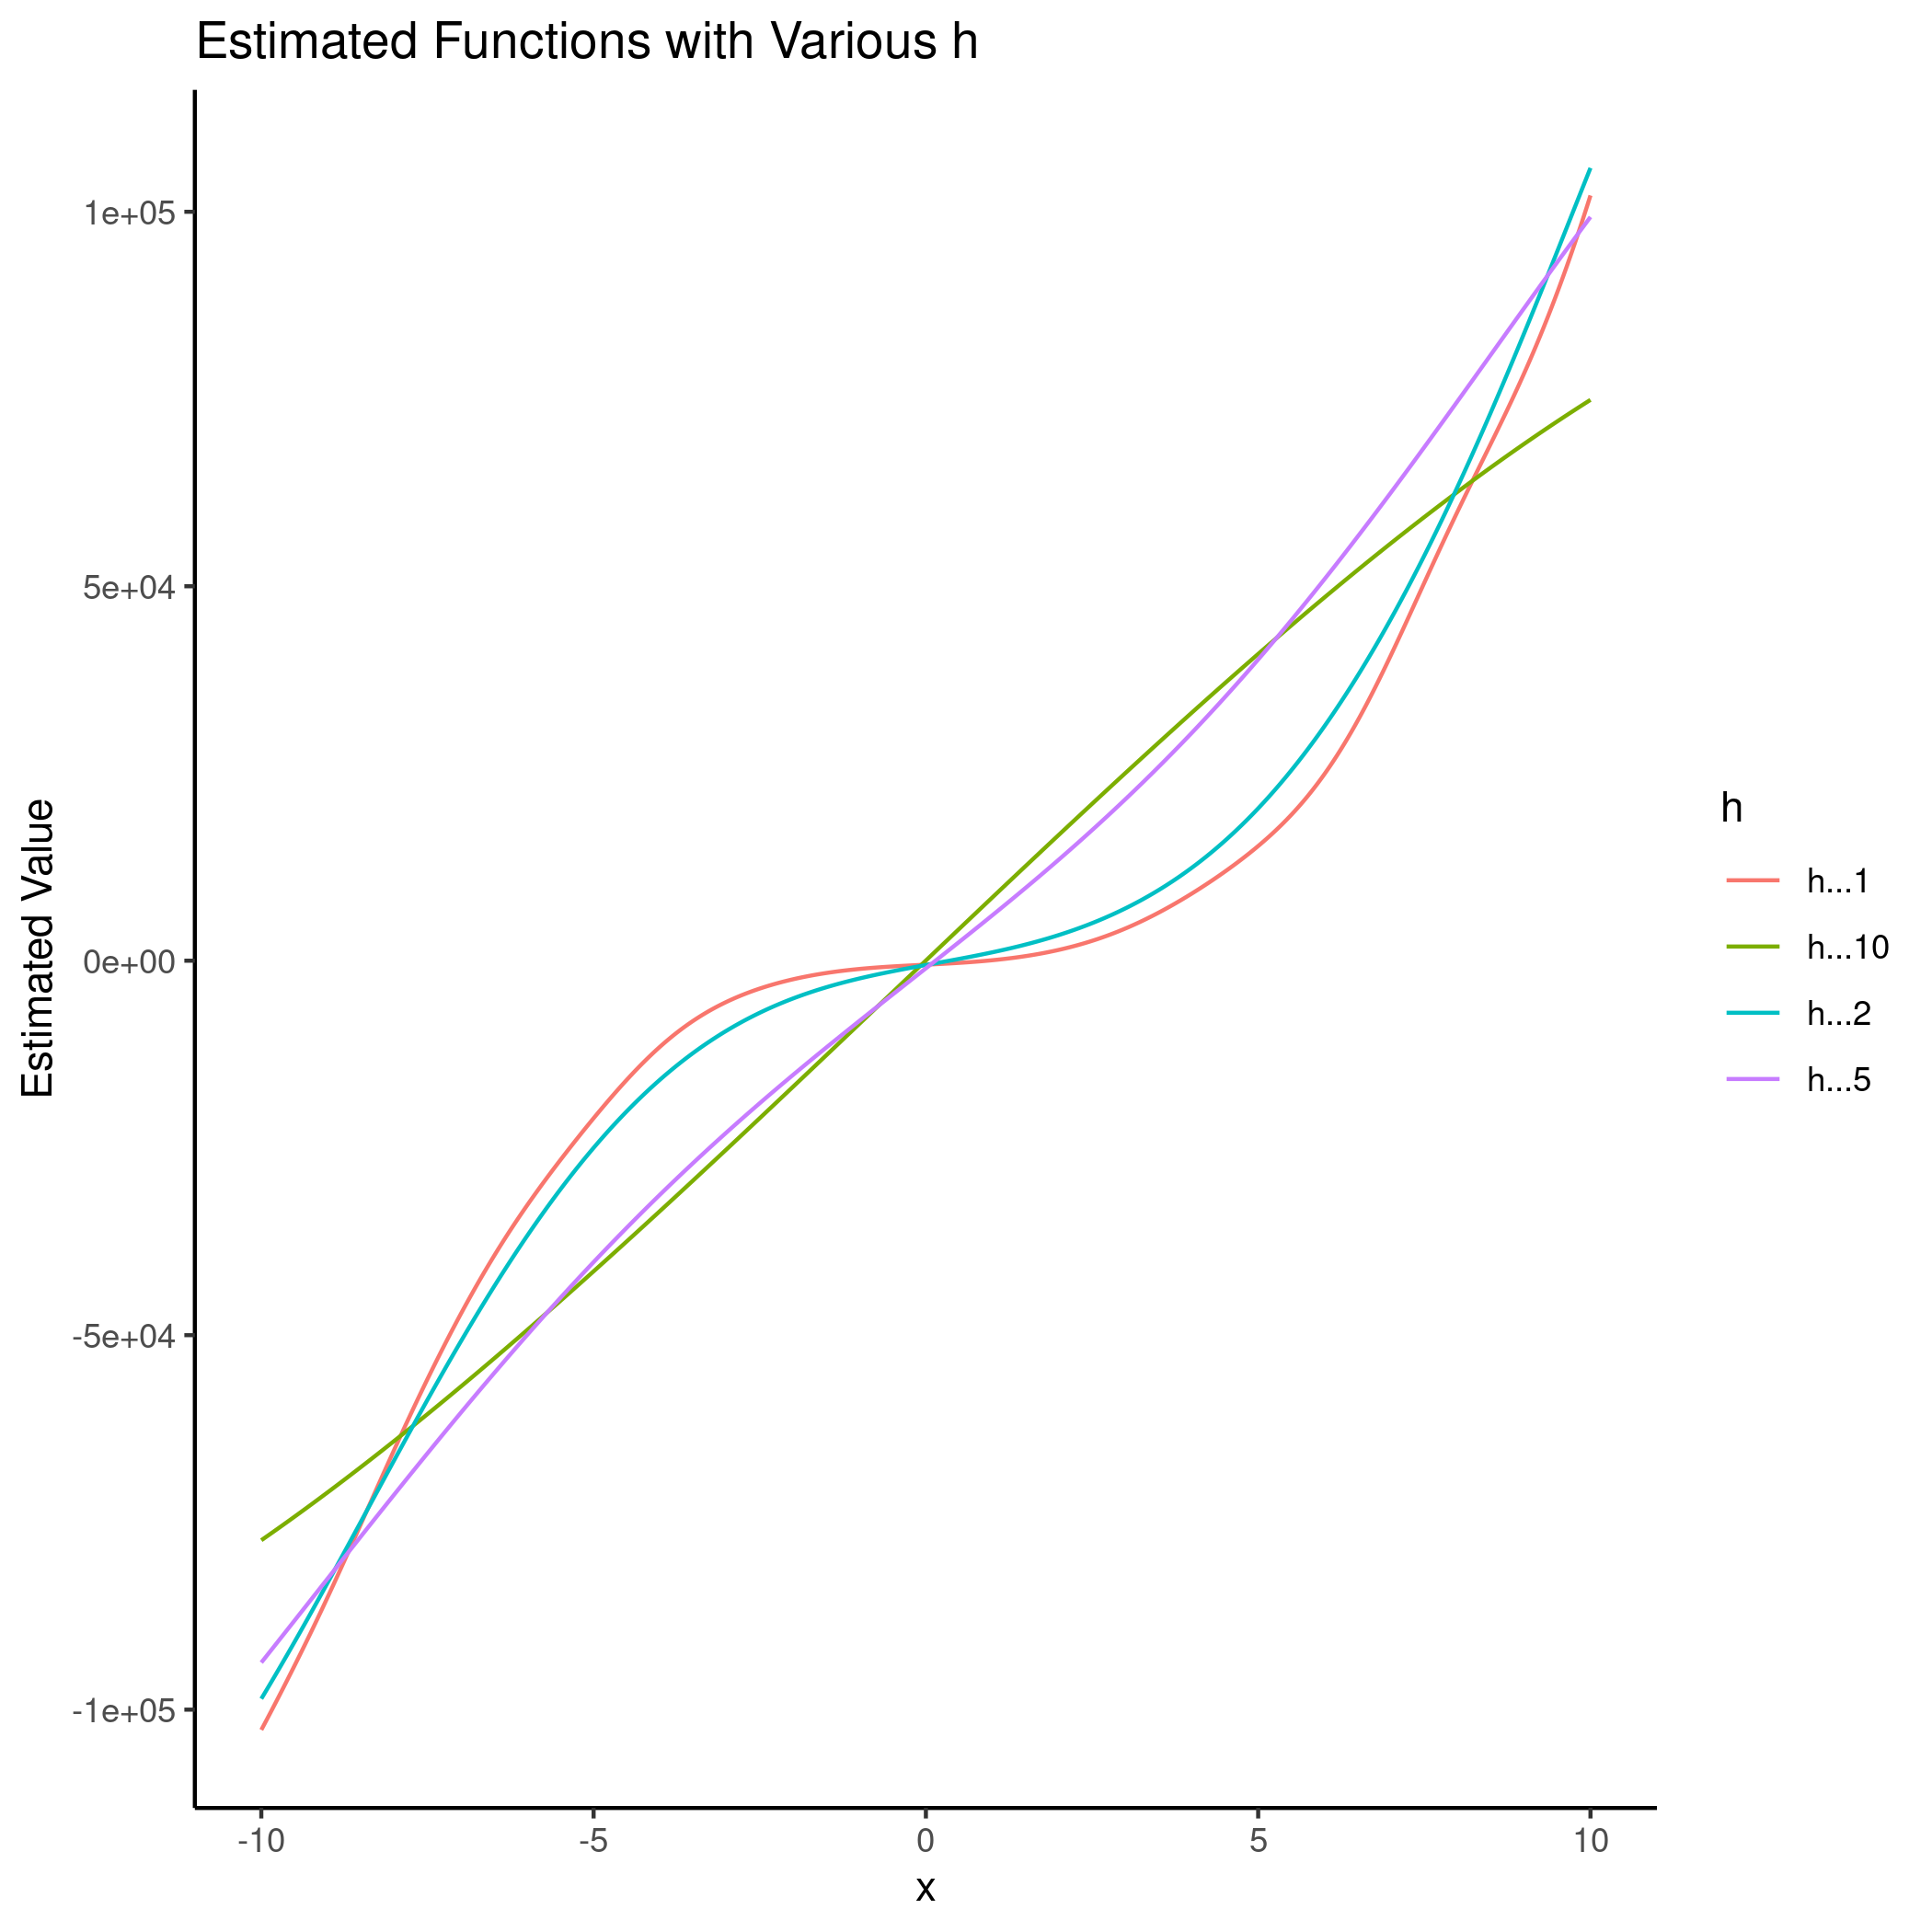 Estimated Functions with Various h
1e+05
5e+04
0e+00
-5e+04
-1e+05
Estimated Value
-10
-5
0
5
10
x
h
h...1
h...10
h...2
h...5